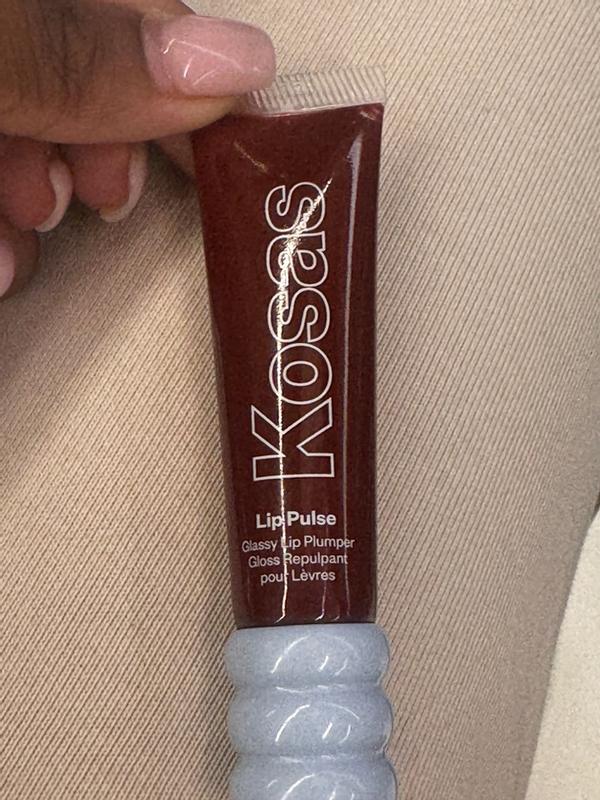 Kosas
Lip Pulse
Glassy Lip Plumper
Gloss Repulpant
pour Lèvres